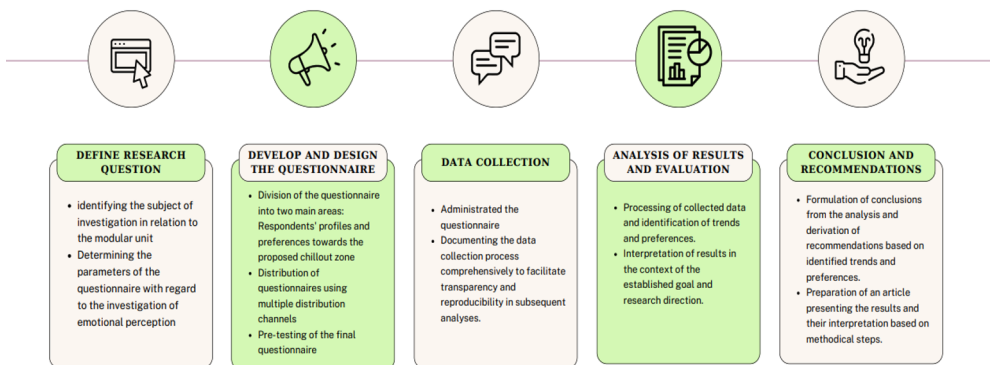 DEFINE RESEARCH
QUESTION
• identifying the subject of
investigation in relation to
the modular unit
• Determining the
parameters of the
questionnaire with regard
to the investigation of
emotional perception
DEVELOP AND DESIGN
THE QUESTIONNAIRE
• Division of the questionnaire
into two main areas:
Respondents' profiles and
preferences towards the
proposed chillout zone
• Distribution of
questionnaires using
multiple distribution
channels
• Pre-testing of the final
questionnaire
DATA COLLECTION
• Administrated the
questionnaire
• Documenting the data
collection process
comprehensively to facilitate
transparency and
reproducibility in subsequent
analyses.
ANALYSIS OF RESULTS
AND EVALUATION
• Processing of collected data
and identification of trends
and preferences.
• Interpretation of results in
the context of the
established goal and
research direction.
CONCLUSION AND
RECOMMENDATIONS
• Formulation of conclusions
from the analysis and
derivation of
recommendations based on
identified trends and
preferences.
• Preparation of an article
presenting the results and
their interpretation based on
methodical steps.